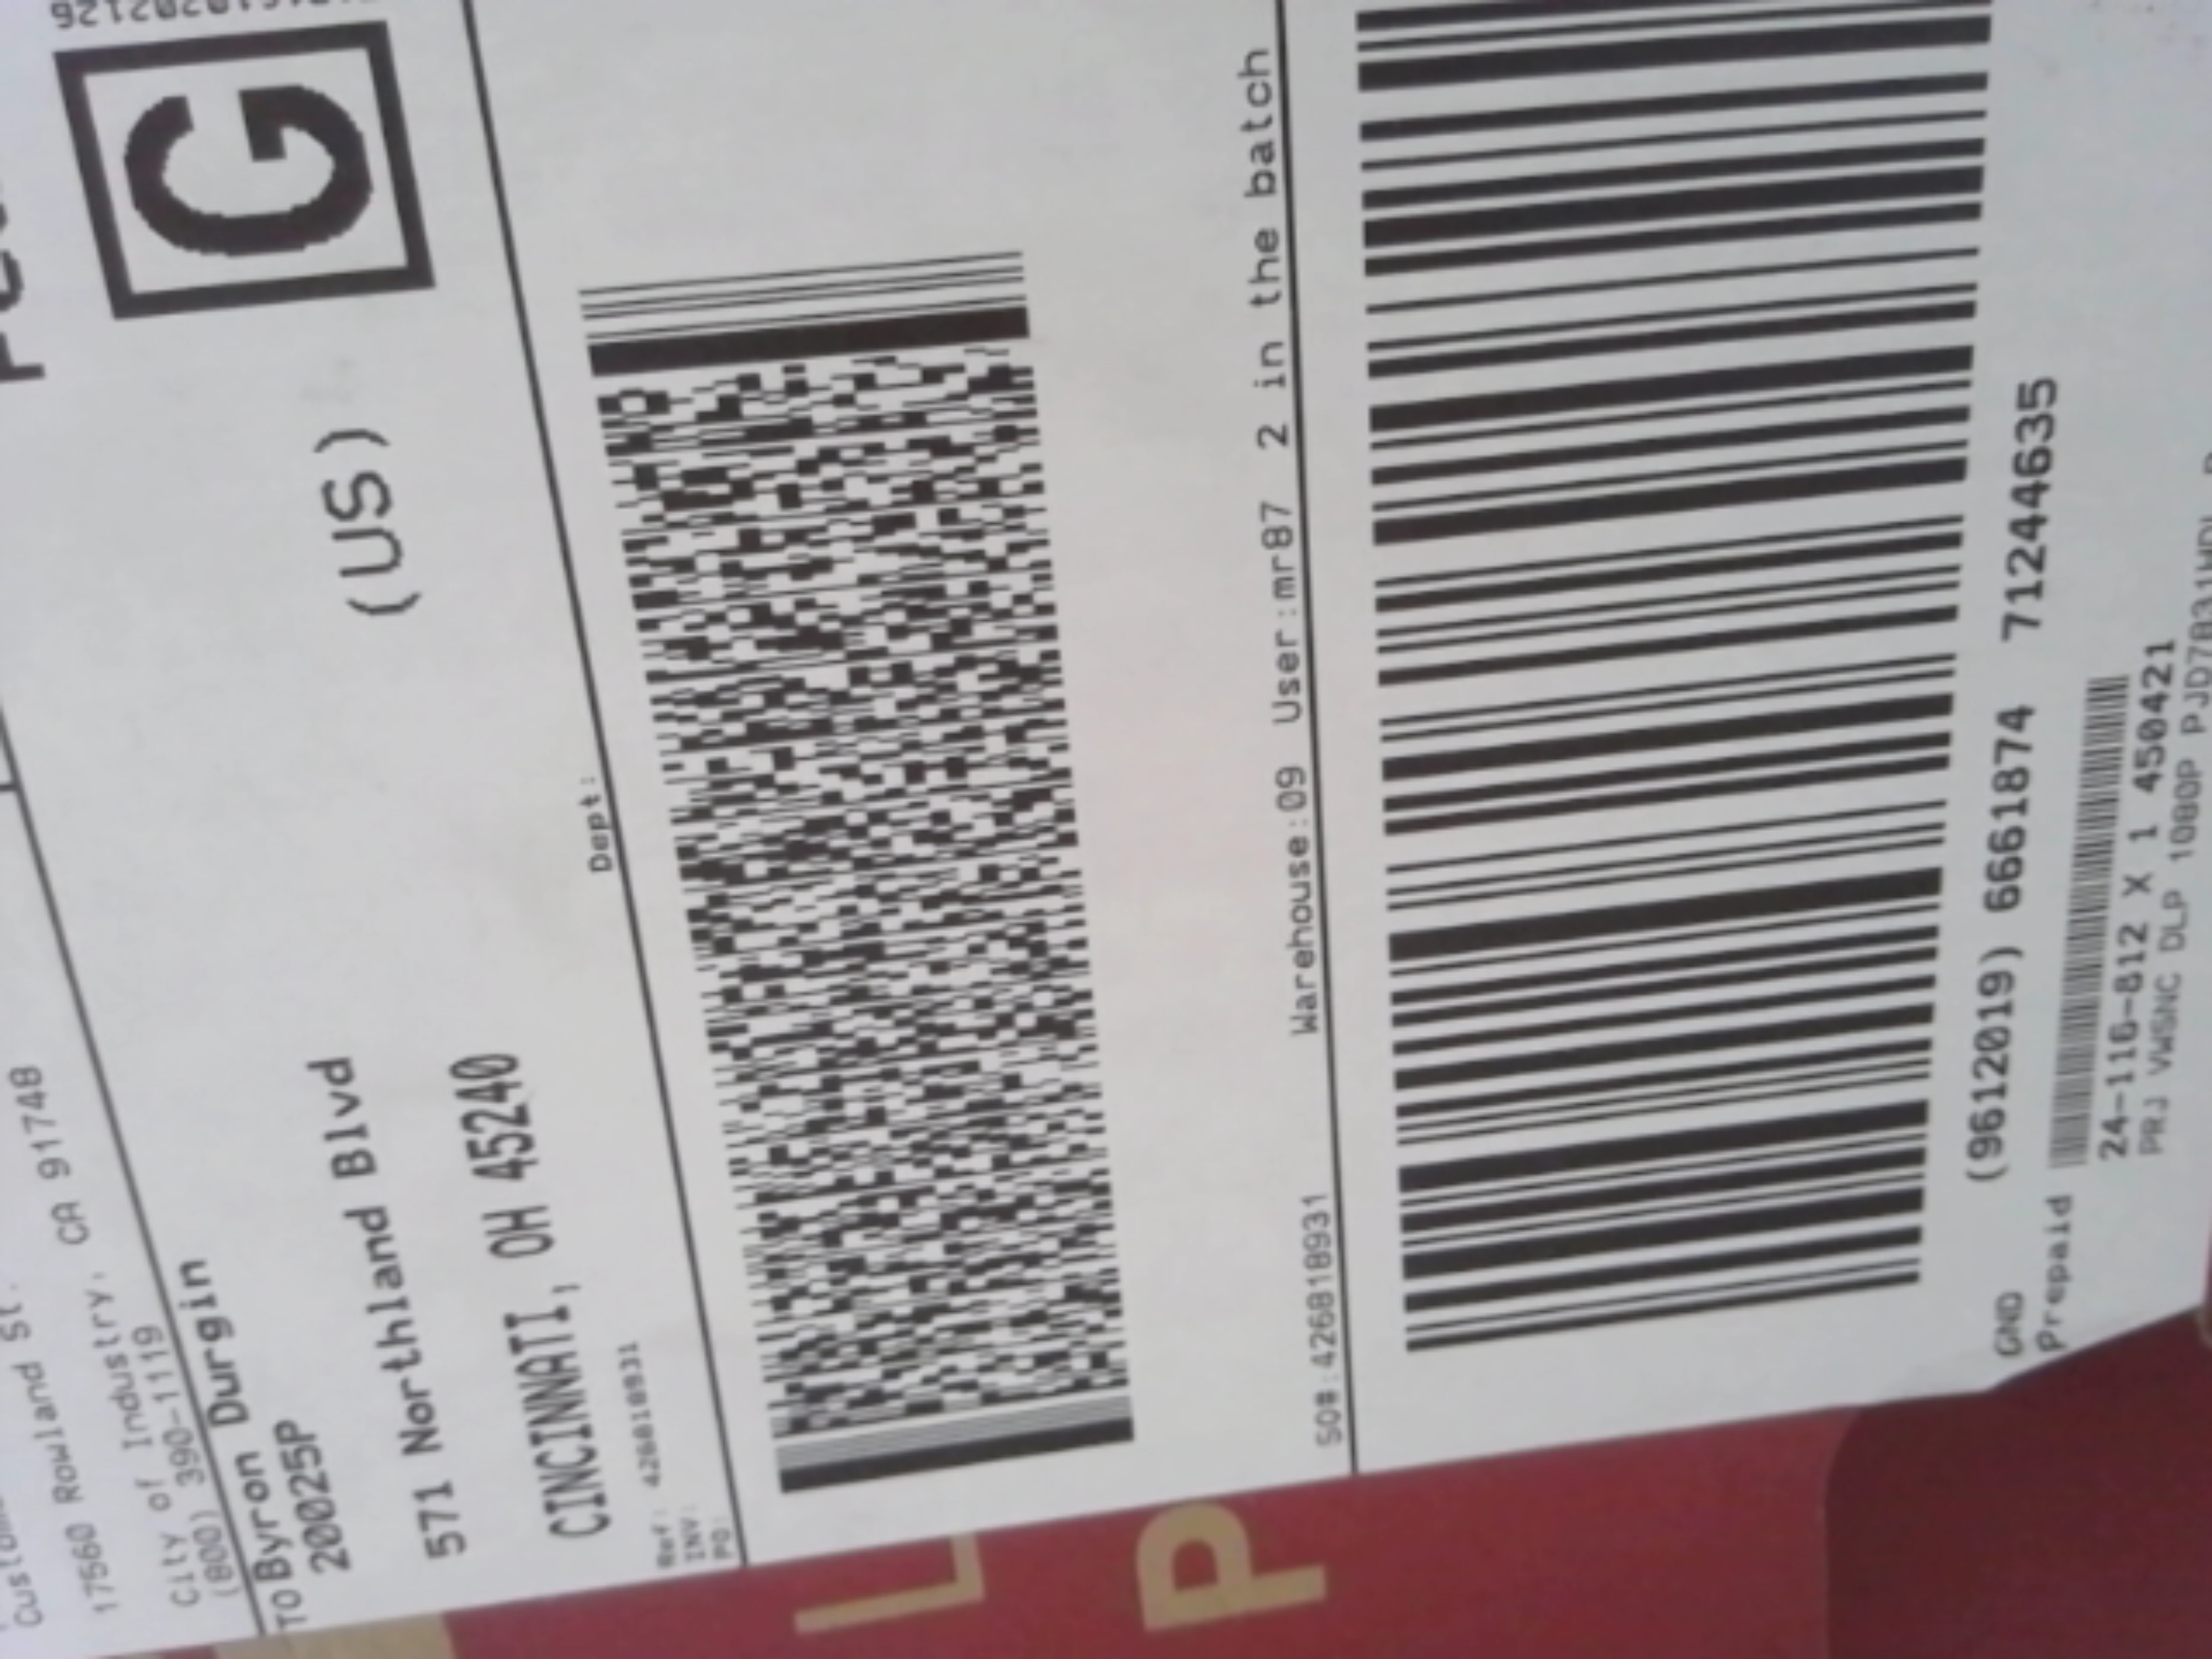 17560 Rowland St.
City of Industry, CA 91748
(800) 390-1119
TO Byron Durgin
20025P
571 Northland Blvd
CINCINNATI, OH 45240
(US)
G
Ref: 426818931
INV:
PO:
Dept:
SO#:426818931 Warehouse:09 User:mr87 2 in the batch
(9612019) 6661874 71244635
GND
Prepaid
24-116-812 X 1 450421
PRJ VWSNC DLP 1080P
L
P